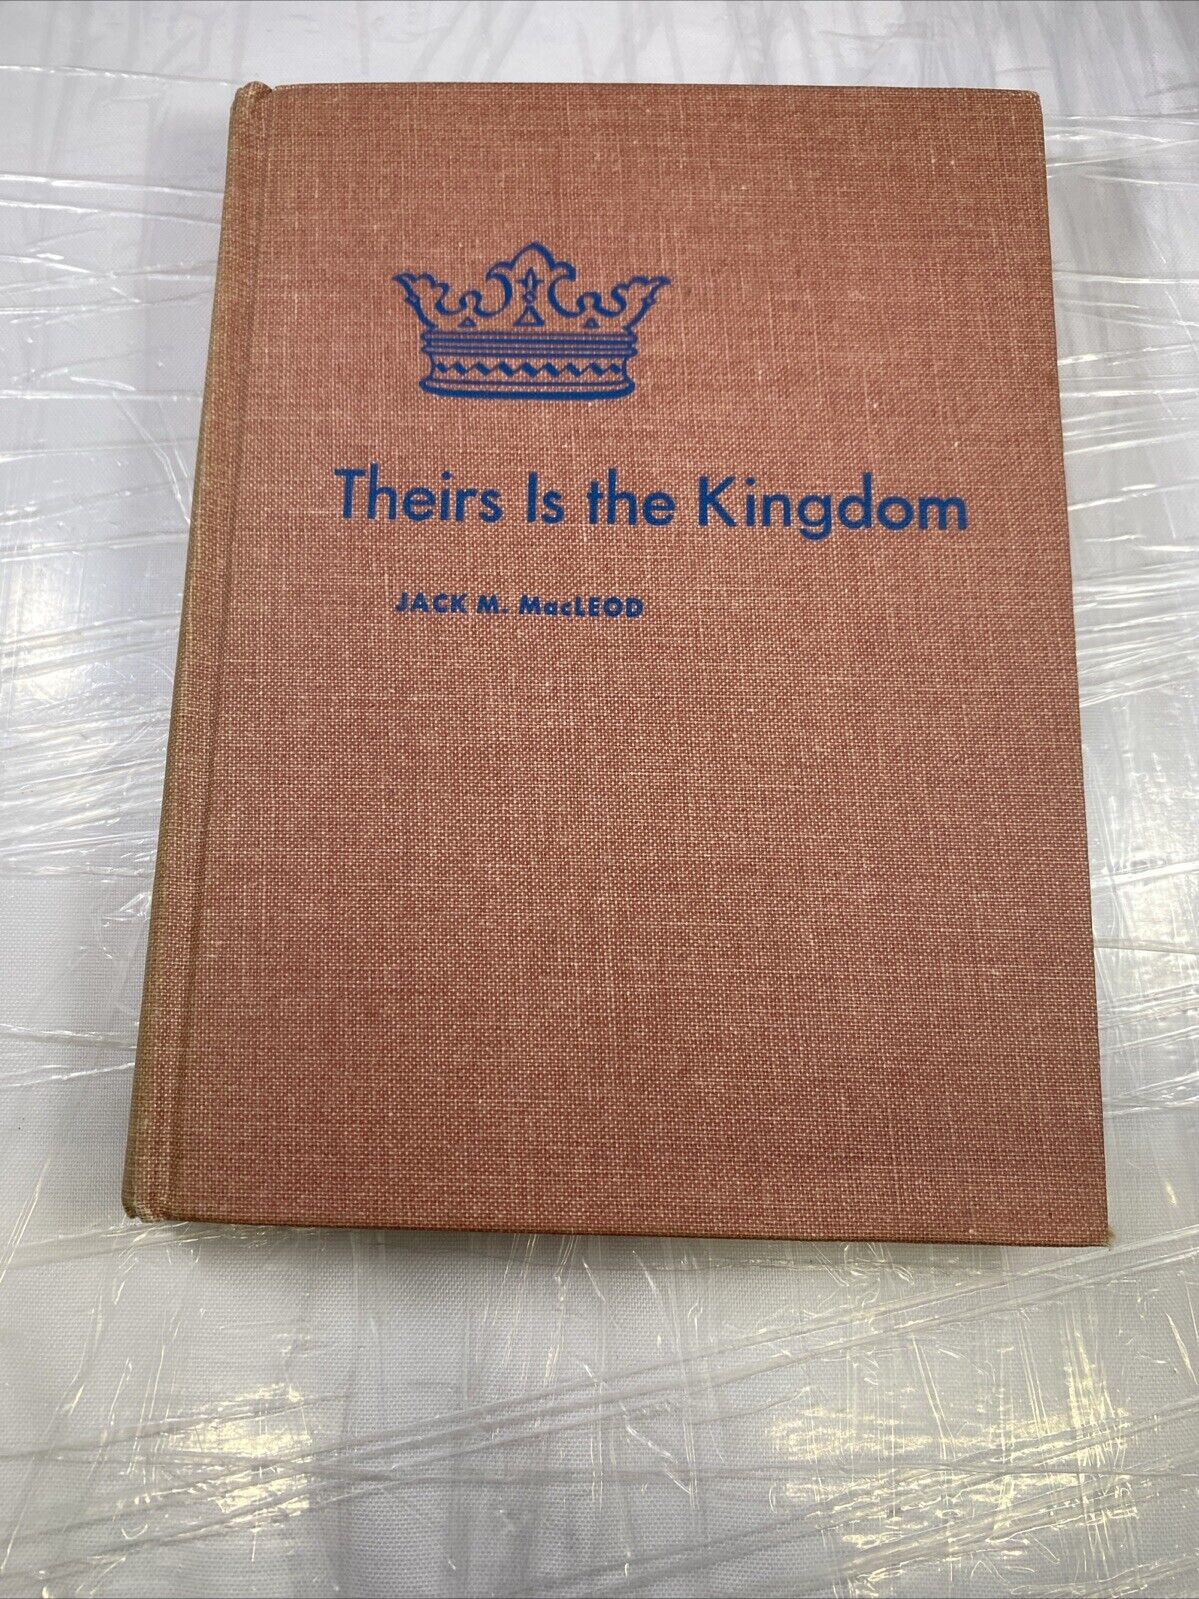 Theirs Is the Kingdom
JACK M. MacLEOD